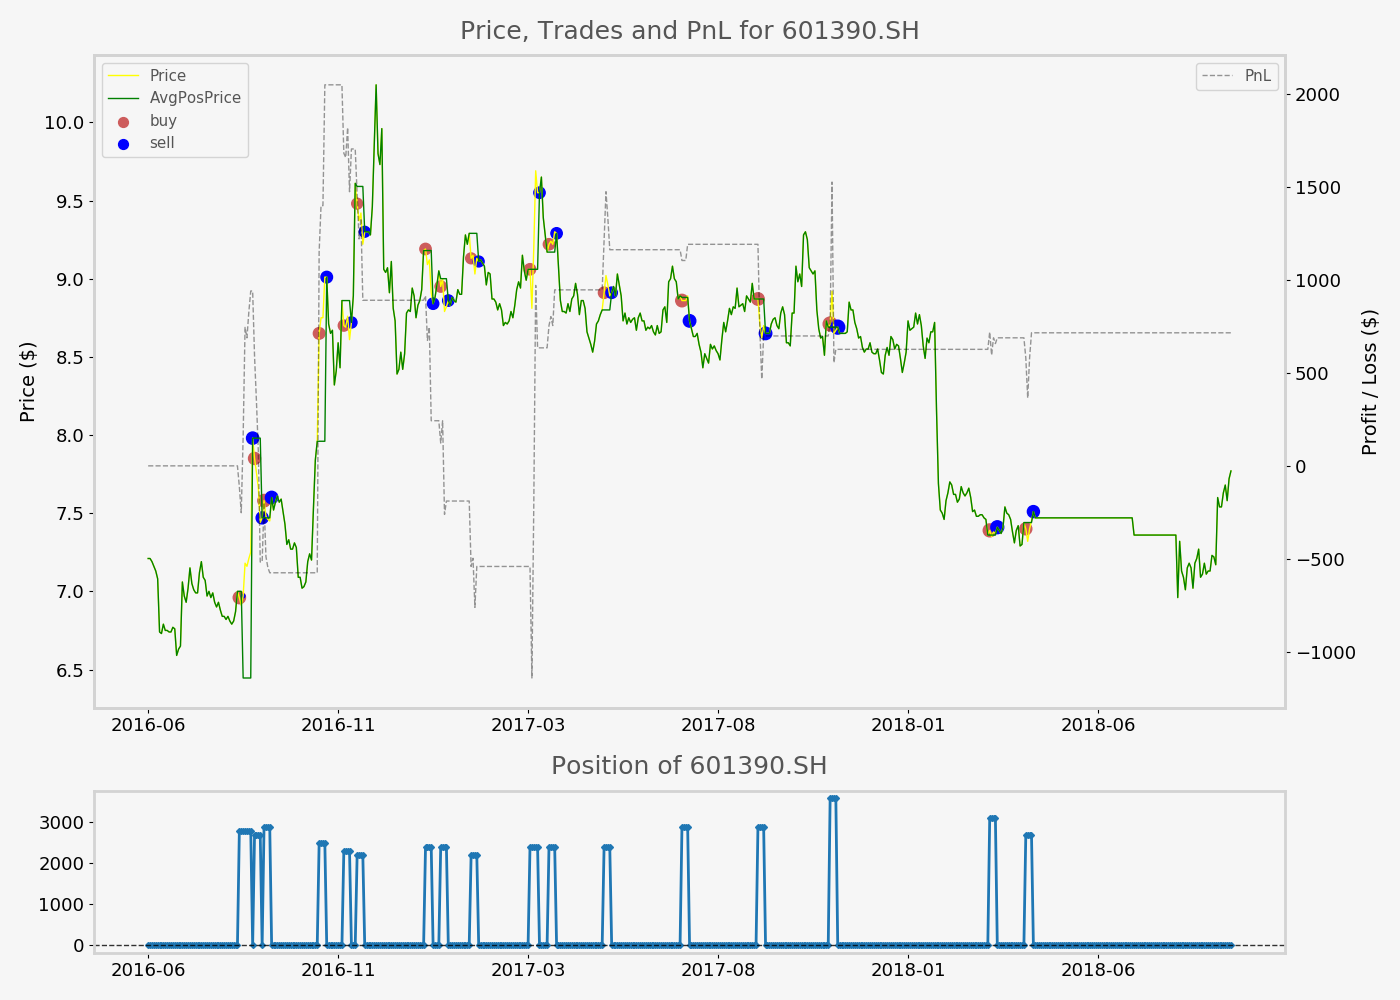 Price, Trades and PnL for 601390.SH
Price
AvgPosPrice
buy
sell
PnL
Price ($)
10.0
9.5
9.0
8.5
8.0
7.5
7.0
6.5
Profit / Loss ($)
2000
1500
1000
500
0
−500
−1000
2016-06 2016-11 2017-03 2017-08 2018-01 2018-06
Position of 601390.SH
3000
2000
1000
0
2016-06 2016-11 2017-03 2017-08 2018-01 2018-06